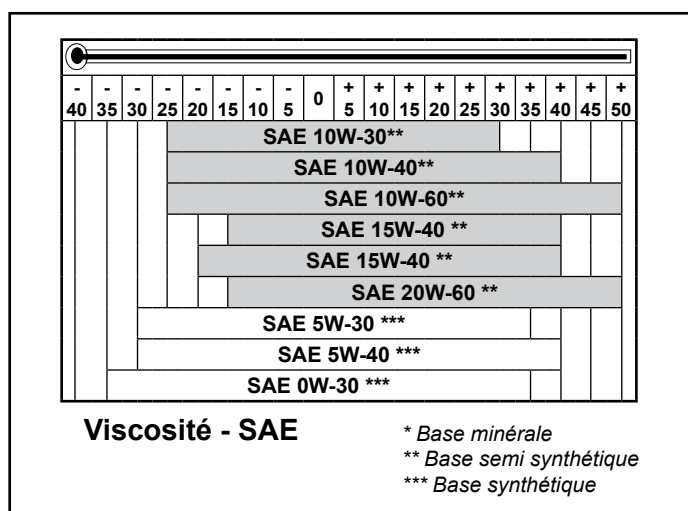 - - - - - - - - 0 + + + + + + + + + +
40 35 30 25 20 15 10 5 5 10 15 20 25 30 35 40 45 50
SAE 10W-30**
SAE 10W-40**
SAE 10W-60**
SAE 15W-40 **
SAE 15W-40 **
SAE 20W-60 **
SAE 5W-30 ***
SAE 5W-40 ***
SAE 0W-30 ***
Viscosité - SAE
* Base minérale
** Base semi synthétique
*** Base synthétique